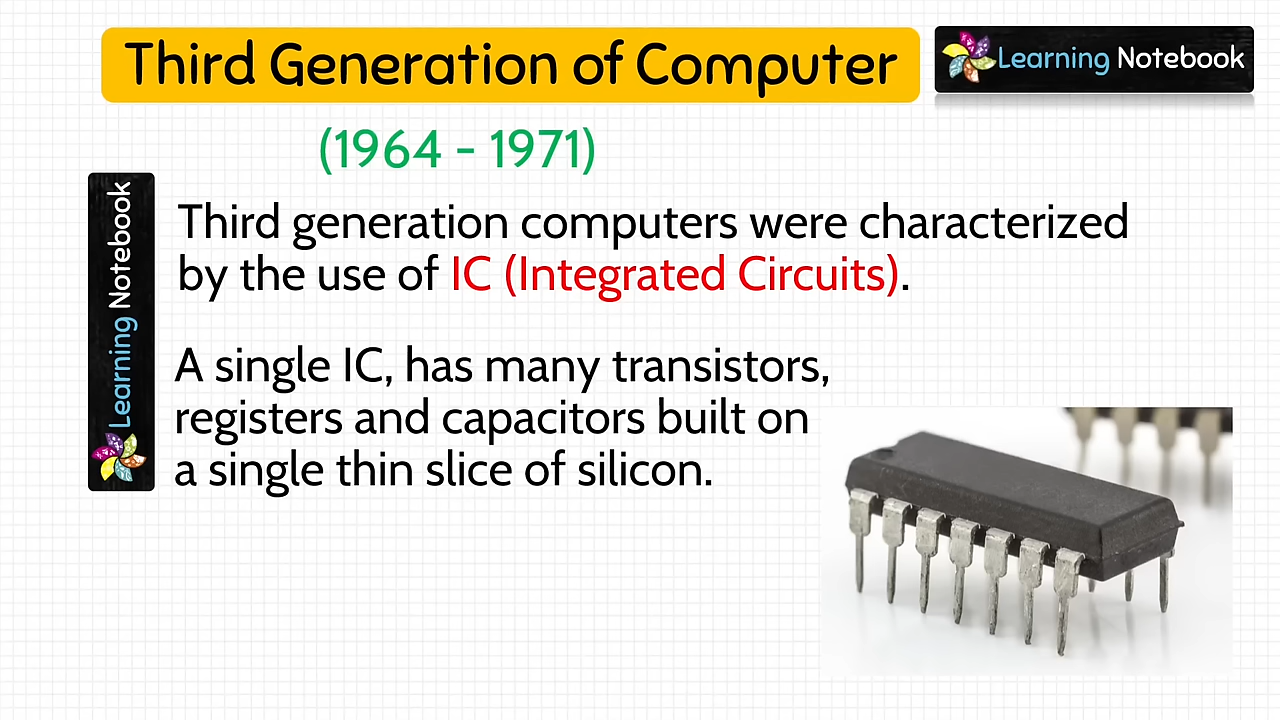 Third Generation of Computer
Learning Notebook
(1964 - 1971)
Learning Notebook
Third generation computers were characterized
by the use of IC (Integrated Circuits).
A single IC, has many transistors,
registers and capacitors built on
a single thin slice of silicon.